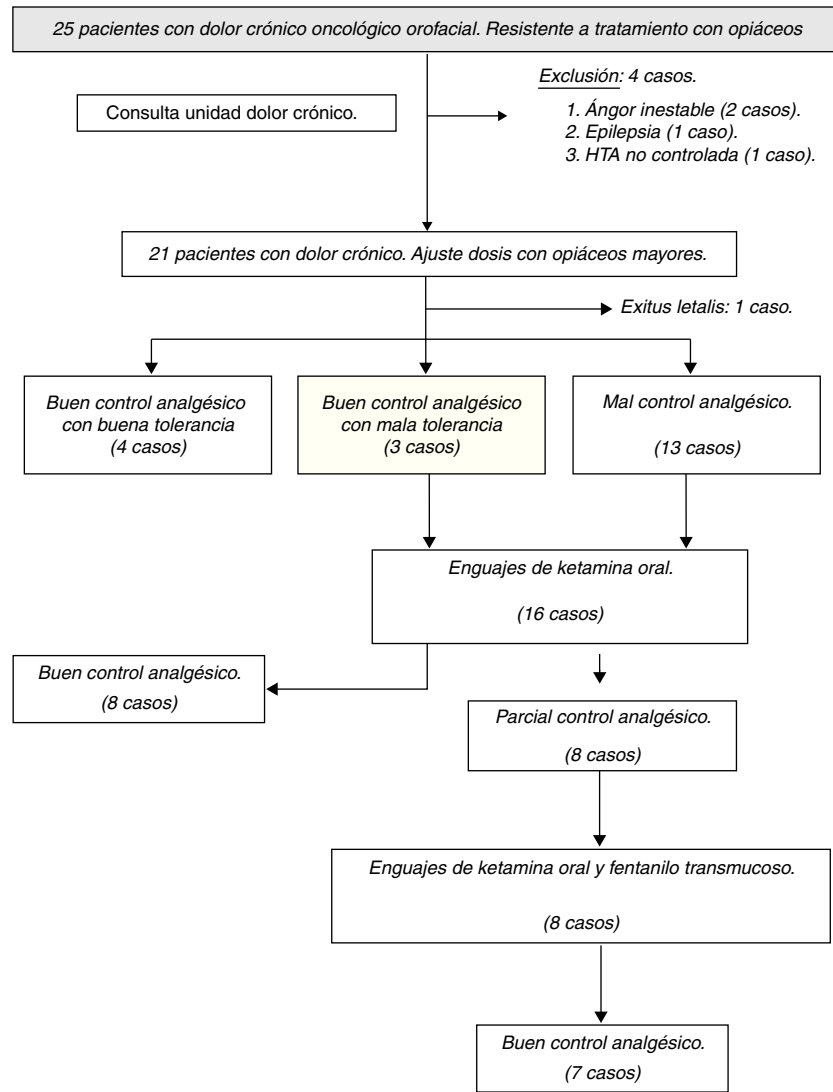 25 pacientes con dolor crónico oncológico orofacial. Resistente a tratamiento con opiáceos
Exclusión: 4 casos.
1. Ángor inestable (2 casos).
2. Epilepsia (1 caso).
3. HTA no controlada (1 caso).
Consulta unidad dolor crónico.
21 pacientes con dolor crónico. Ajuste dosis con opiáceos mayores.
Exitus letalis: 1 caso.
Buen control analgésico
con buena tolerancia
(4 casos)
Buen control analgésico
con mala tolerancia
(3 casos)
Mal control analgésico.
(13 casos)
Enguajes de ketamina oral.
(16 casos)
Buen control analgésico.
(8 casos)
Parcial control analgésico.
(8 casos)
Enguajes de ketamina oral y fentanilo transmucoso.
(8 casos)
Buen control analgésico.
(7 casos)